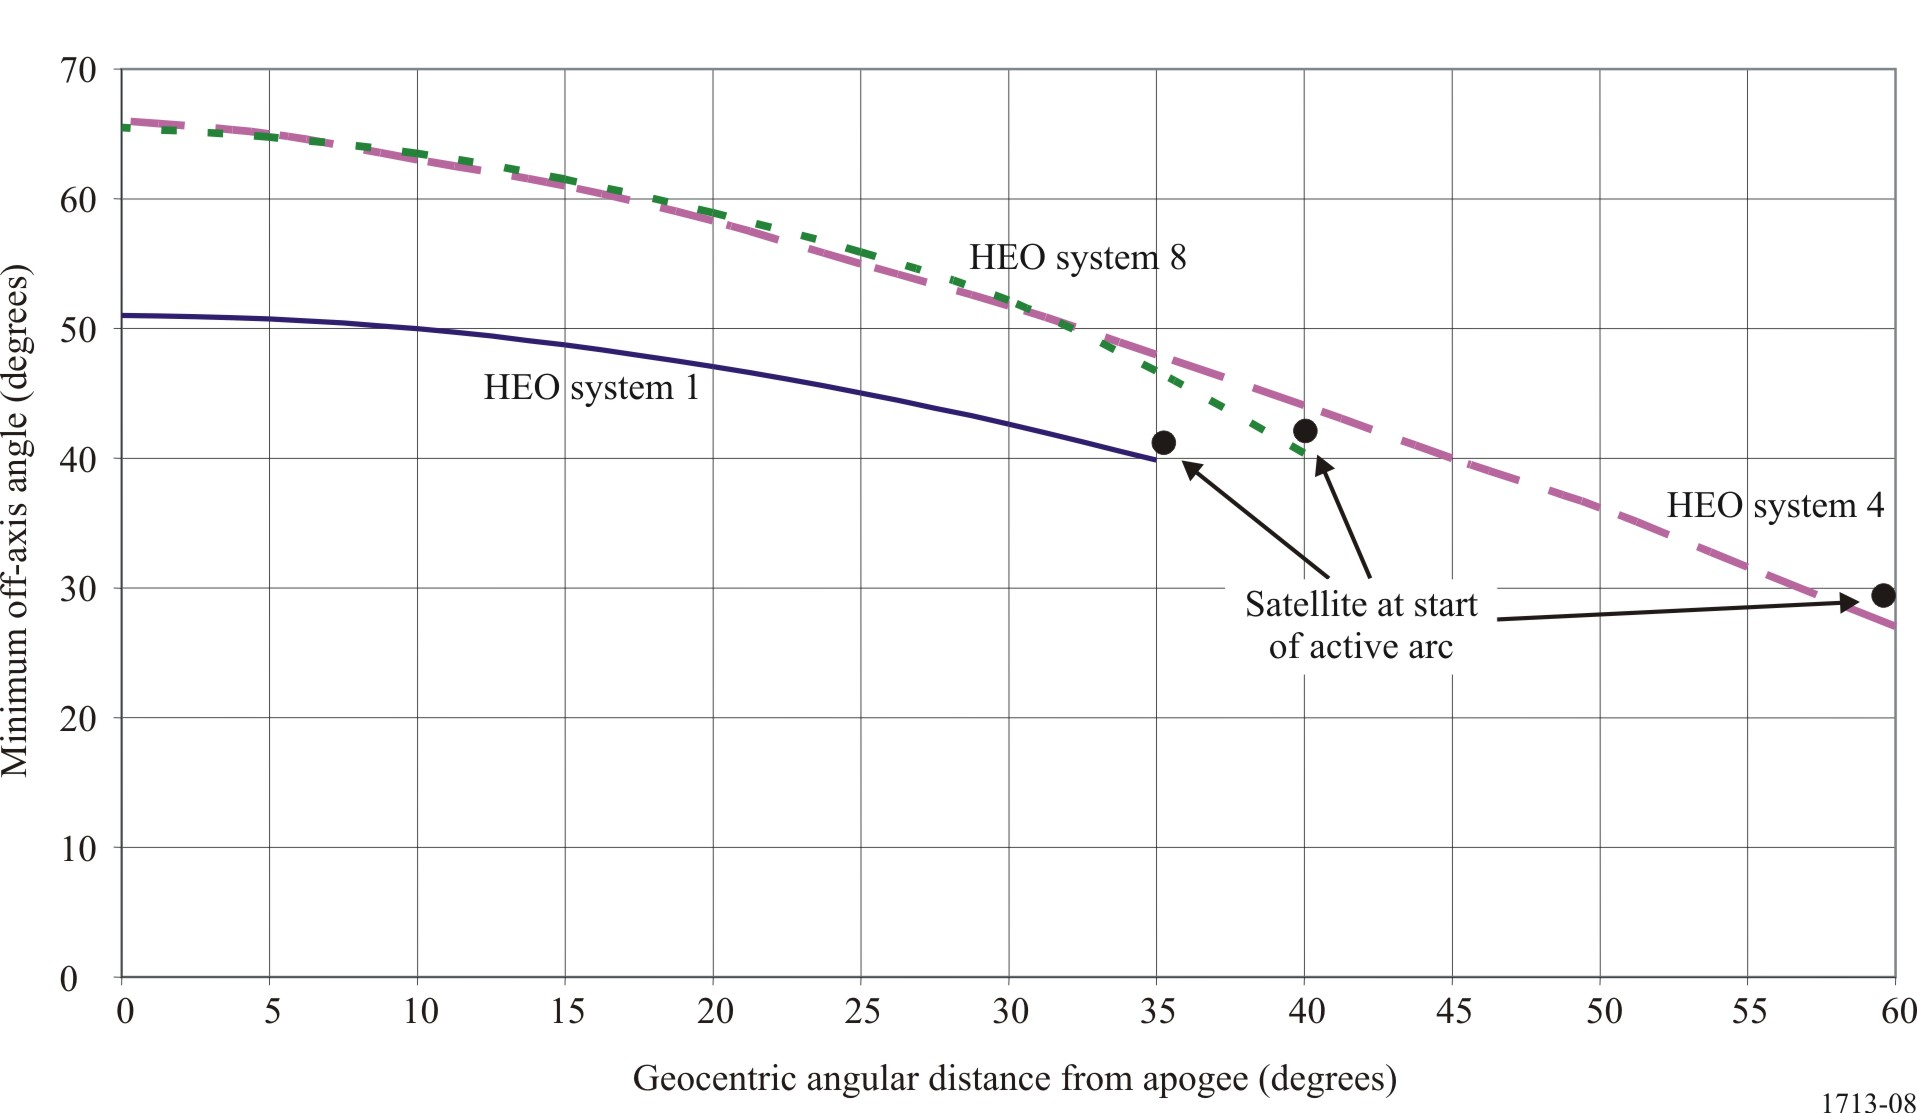 70
60
50
40
30
20
10
0
Minimum off-axis angle (degrees)
HEO system 8
HEO system 1
HEO system 4
Satellite at start
of active arc
0 5 10 15 20 25 30 35 40 45 50 55 60
Geocentric angular distance from apogee (degrees)
1713-08